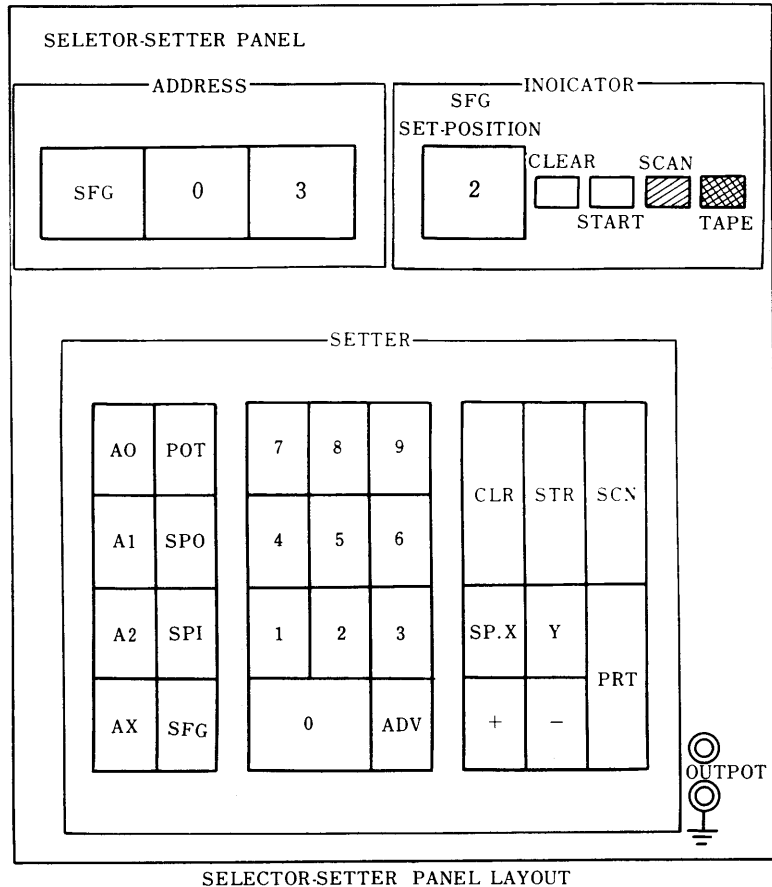 SELETOR-SETTER PANEL
ADDRESS
SFG 0 3
INOICATOR
SFG
SET-POSITION
2
CLEAR SCAN
START TAPE
SETTER
AO POT 7 8 9 CLR STR SCN
A1 SPO 4 5 6
A2 SPI 1 2 3 SP.X Y PRT
AX SFG 0 ADV + −
OUTPOT
SELECTOR-SETTER PANEL LAYOUT